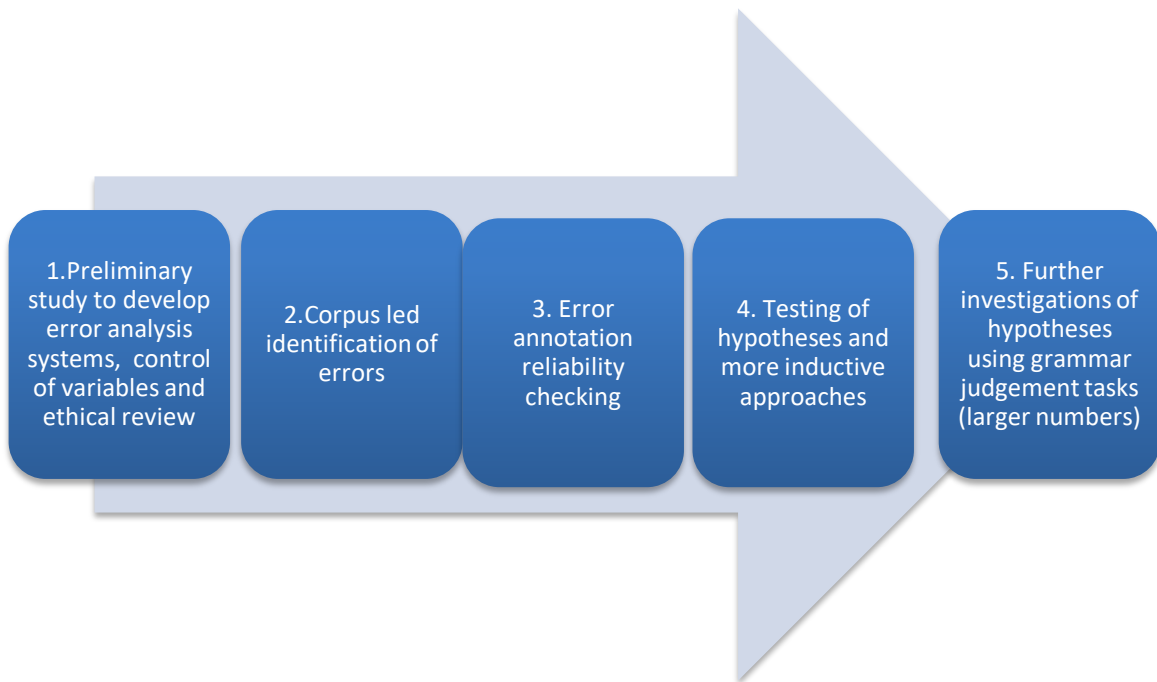 1.Preliminary
study to develop
error analysis
systems, control
of variables and
ethical review
2.Corpus led
identification of
errors
3. Error
annotation
reliability
checking
4. Testing of
hypotheses and
more inductive
approaches
5. Further
investigations of
hypotheses
using grammar
judgement tasks
(larger numbers)